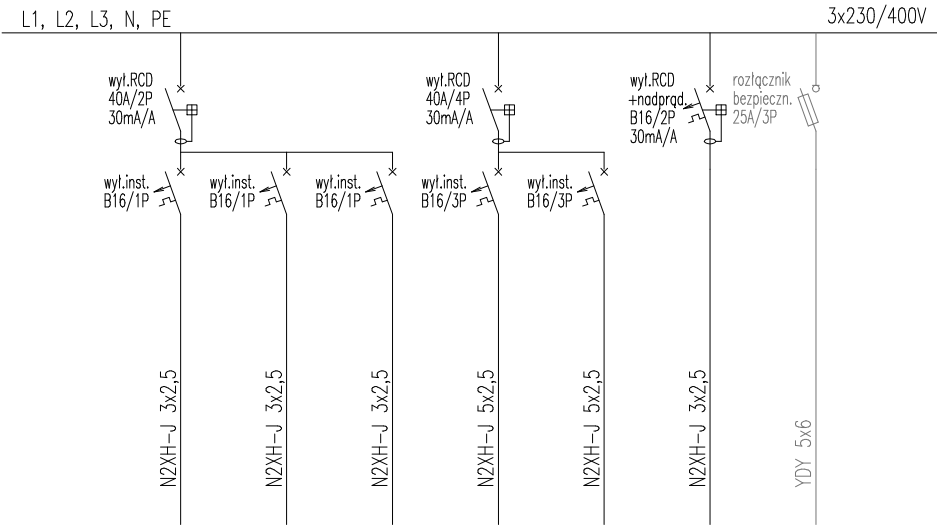 L1, L2, L3, N, PE
3x230/400V
wył.RCD
40A/2P
30mA/A
wył.RCD
40A/4P
30mA/A
wył.RCD
+nadprąd.
B16/2P
30mA/A
rozłącznik
bezpieczn.
25A/3P
wył.inst.
B16/1P
wył.inst.
B16/1P
wył.inst.
B16/1P
wył.inst.
B16/3P
wył.inst.
B16/3P
N2XH-J 3x2,5
N2XH-J 3x2,5
N2XH-J 3x2,5
N2XH-J 5x2,5
N2XH-J 5x2,5
N2XH-J 3x2,5
YDY 5x6